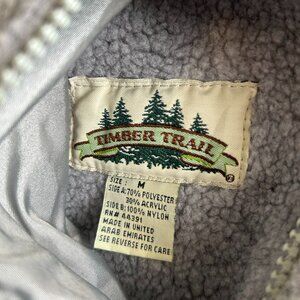 TIMBER TRAIL
®
SIZE M
SIDE A: 70% POLYESTER
30% ACRYLIC
SIDE B: 100% NYLON
RN# 44391
MADE IN UNITED
ARAB EMIRATES
SEE REVERSE FOR CARE